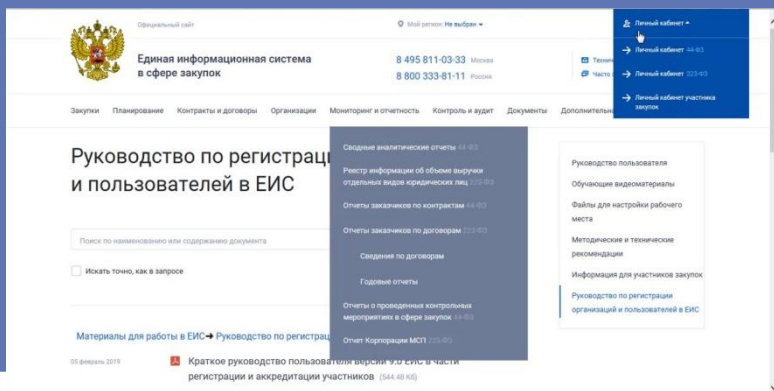 Официальный сайт
Мой регион: Не выбран
Личный кабинет
Единая информационная система
в сфере закупок
8 495 811-03-33 Москва
8 800 333-81-11 Россия
Технич
Часто
Личный кабинет 44-ФЗ
Личный кабинет 223-ФЗ
Личный кабинет участника
закупок
Закупки Планирование Контракты и договоры Организации Мониторинг и отчетность Контроль и аудит Документы Дополнительн
Руководство по регистрац
и пользователей в ЕИС
Поиск по наименованию или содержанию документа
Искать точно, как в запросе
Сводные аналитические отчеты 44-ФЗ
Реестр информации об объеме выручки
отдельных видов юридических лиц 223-ФЗ
Отчеты заказчиков по контрактам 44-ФЗ
Отчеты заказчиков по договорам 223-ФЗ
Сведения по договорам
Годовые отчеты
Отчеты о проведенных контрольных
мероприятиях в сфере закупок 44-ФЗ
Отчет Корпорации МСП 223-ФЗ
Руководство пользователя
Обучающие видеоматериалы
Файлы для настройки рабочего
места
Методические и технические
рекомендации
Информация для участников закупок
Руководство по регистрации
организаций и пользователей в ЕИС
Материалы для работы в ЕИС➔ Руководство по регистрац
05 февраль 2019
Краткое руководство пользователя версии 9.0 ЕИС в части
регистрации и аккредитации участников (544.48 Кб)